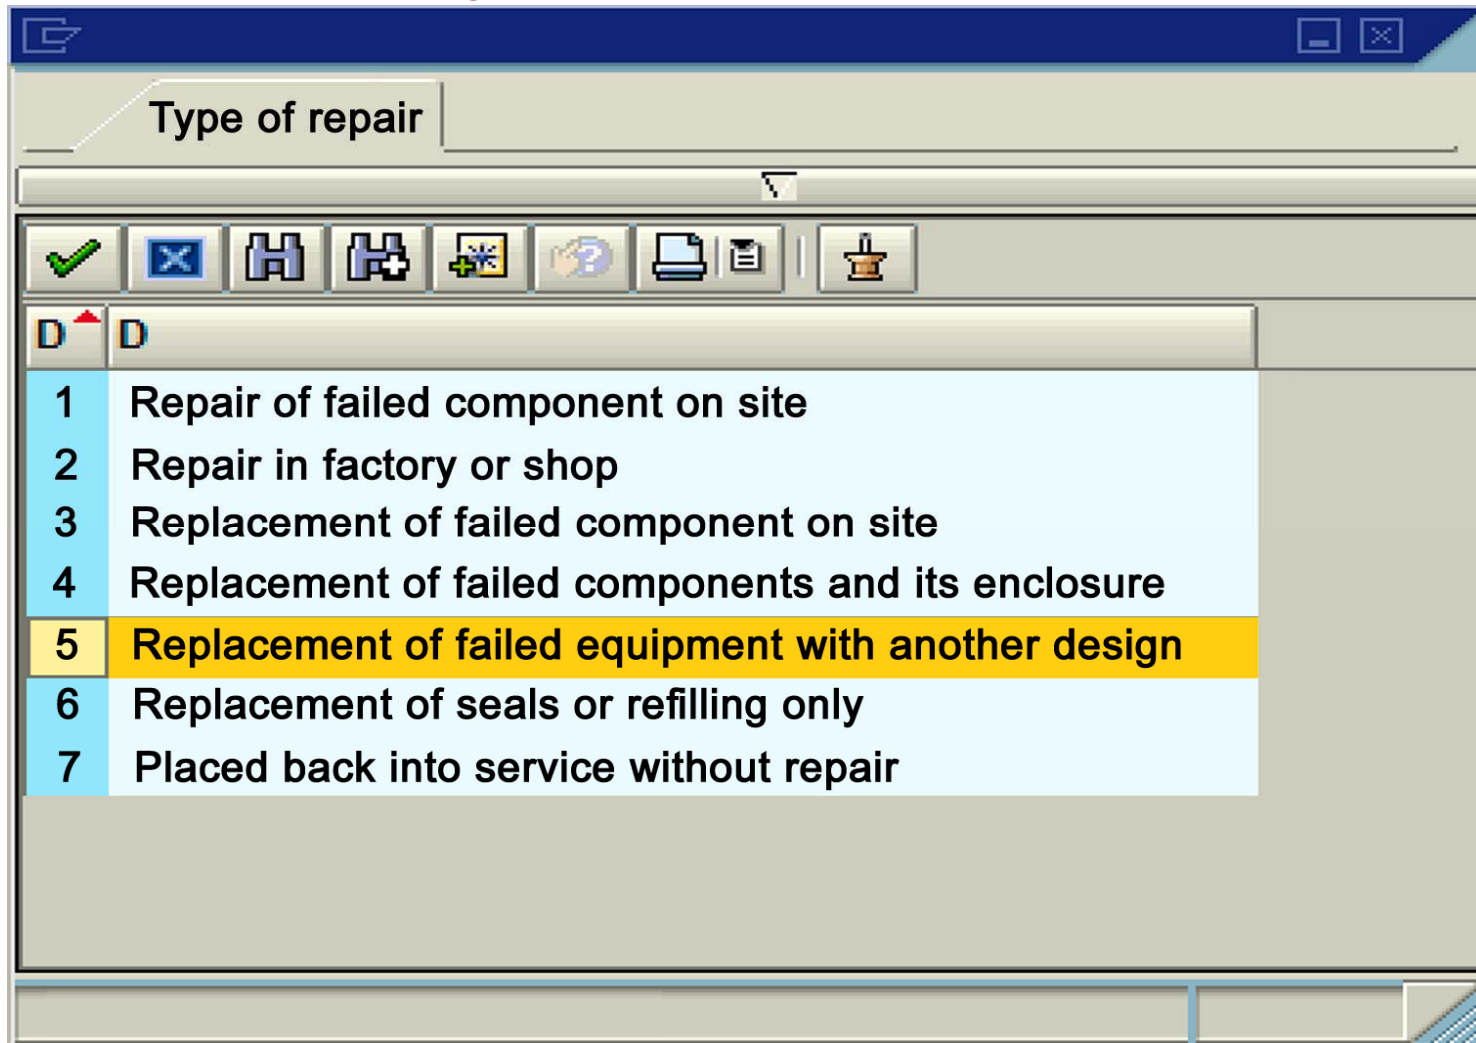 Type of repair
D D
1 Repair of failed component on site
2 Repair in factory or shop
3 Replacement of failed component on site
4 Replacement of failed components and its enclosure
5 Replacement of failed equipment with another design
6 Replacement of seals or refilling only
7 Placed back into service without repair